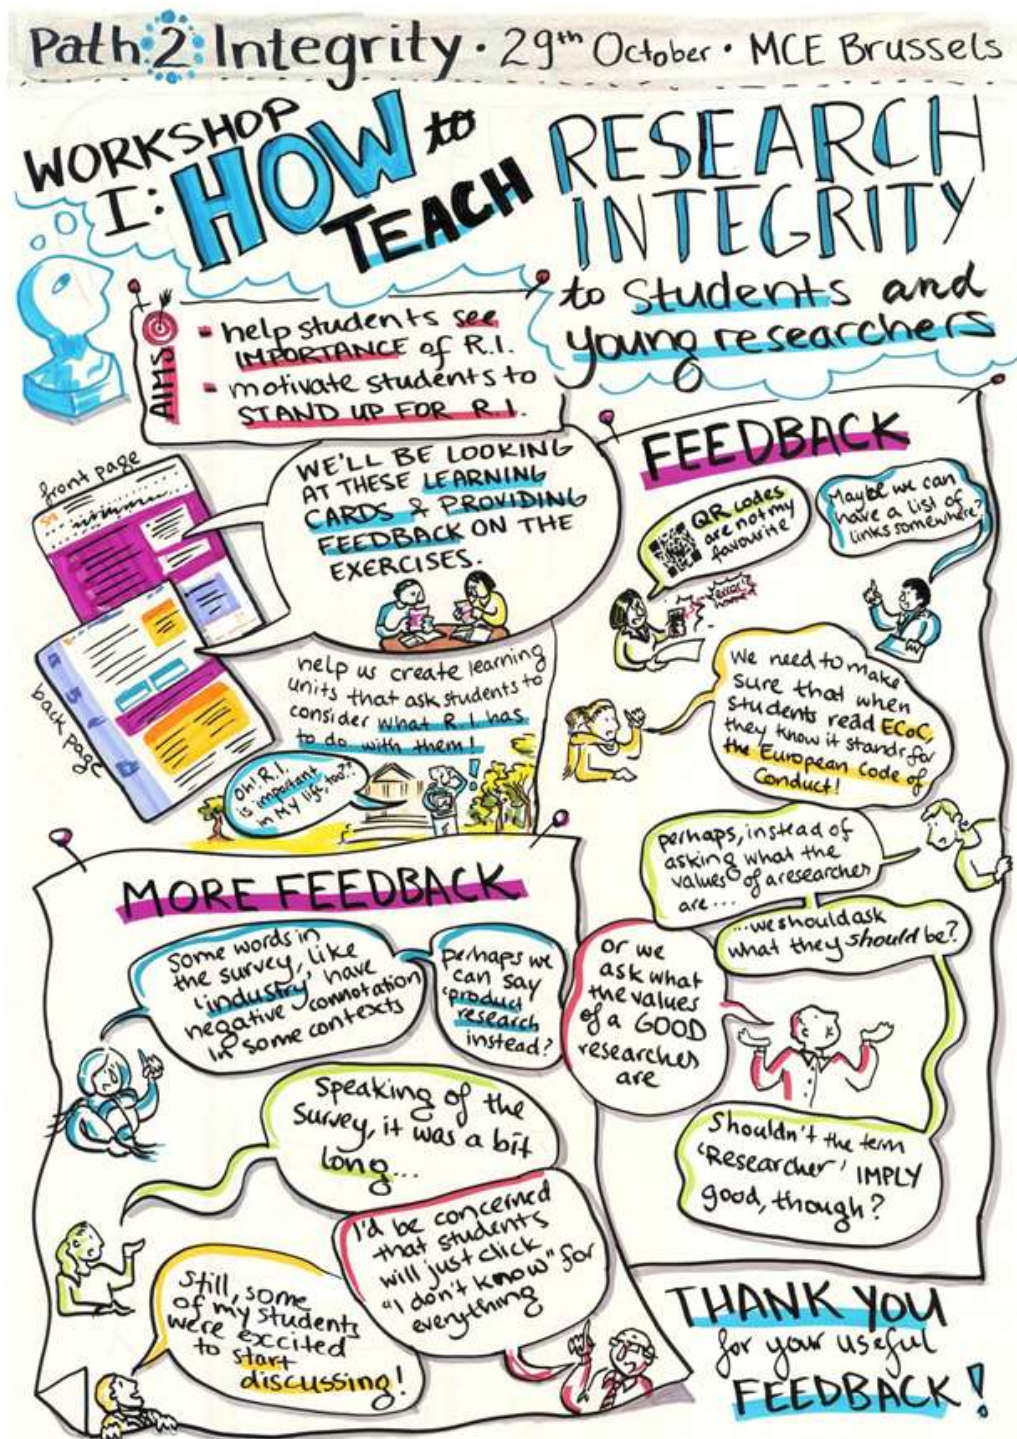 Path 2 Integrity · 29th October · MCE Brussels
WORKSHOP
I: HOW to
TEACH
RESEARCH
INTEGRITY
to students and
young researchers
AIMS
- help students see
IMPORTANCE of R.I.
- motivate students to
STAND UP FOR R.I.
front page
back page
WE'LL BE LOOKING
AT THESE LEARNING
CARDS & PROVIDING
FEEDBACK ON THE
EXERCISES.
help us create learning
units that ask students to
consider what R.I. has
to do with them!
Oh! R.I.
is important
in MY life, too?!
!
FEEDBACK
QR codes
are not my
favourite
Maybe we can
have a list of
links somewhere?
error!
We need to make
sure that when
students read ECoC,
they know it stands for
the European Code of
Conduct!
perhaps, instead of
asking what the
values of a researcher
are...
...we should ask
what they should be?
or we
ask what
the values
of a GOOD
researcher
are
Shouldn't the term
'Researcher' IMPLY
good, though?
MORE FEEDBACK
Some words in
the survey, like
'industry', have
negative connotation
in some contexts
perhaps we
can say
'product
research'
instead?
Speaking of the
survey, it was a bit
long...
I'd be concerned
that students
will just click
"I don't know" for
everything
Still, some
of my students
were excited
to start
discussing!
THANK YOU
for your useful
FEEDBACK!